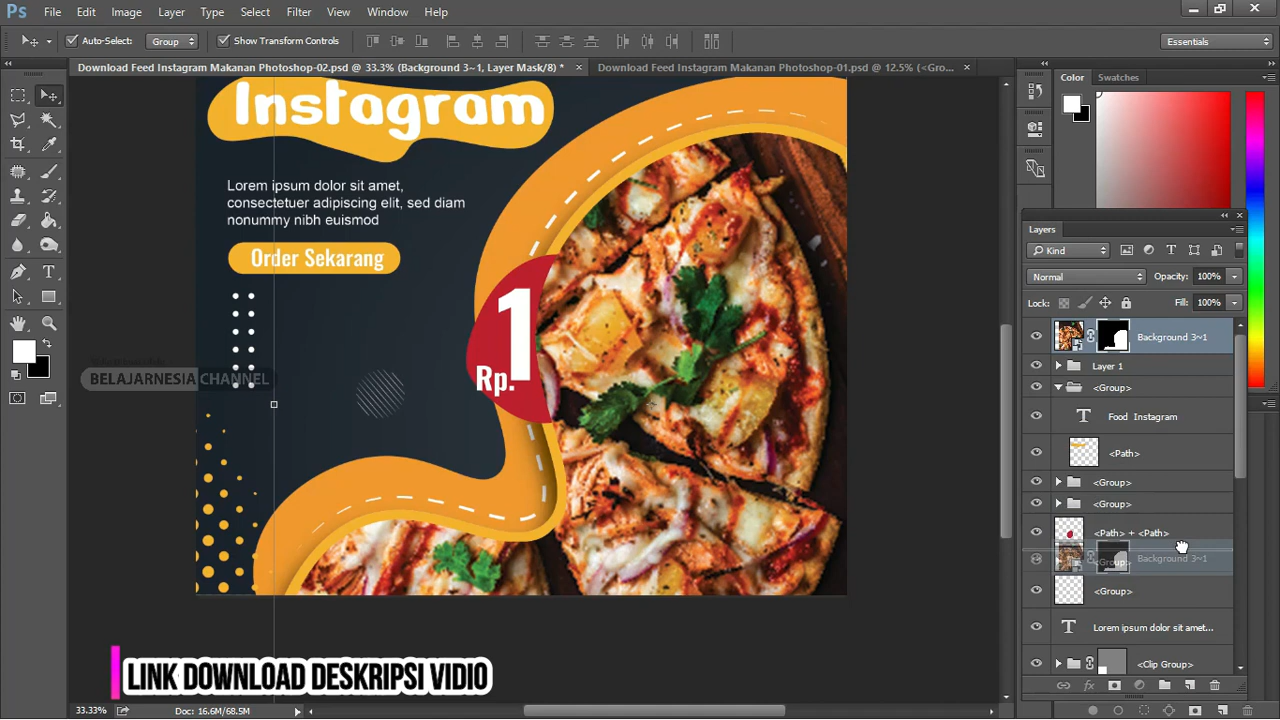 Ps File Edit Image Layer Type Select Filter View Window Help
Auto-Select: Group Show Transform Controls Essentials
Download Feed Instagram Makanan Photoshop-02.psd @ 33.3% (Background 3~1, Layer Mask/8) * × Download Feed Instagram Makanan Photoshop-01.psd @ 12.5% (<Gro... ×
Color Swatches
Instagram
Lorem ipsum dolor sit amet,
consectetuer adipiscing elit, sed diam
nonummy nibh euismod
Order Sekarang
1
Rp.
BELAJARNESIA CHANNEL
LINK DOWNLOAD DESKRIPSI VIDIO
Layers
Kind
Normal Opacity: 100%
Lock: Fill: 100%
Background 3~1
Layer 1
<Group>
Food Instagram
<Path>
<Group>
<Group>
<Path> + <Path>
Background 3~1
<Group>
<Group>
Lorem ipsum dolor sit amet...
<Clip Group>
33.33% Doc: 16.6M/68.5M